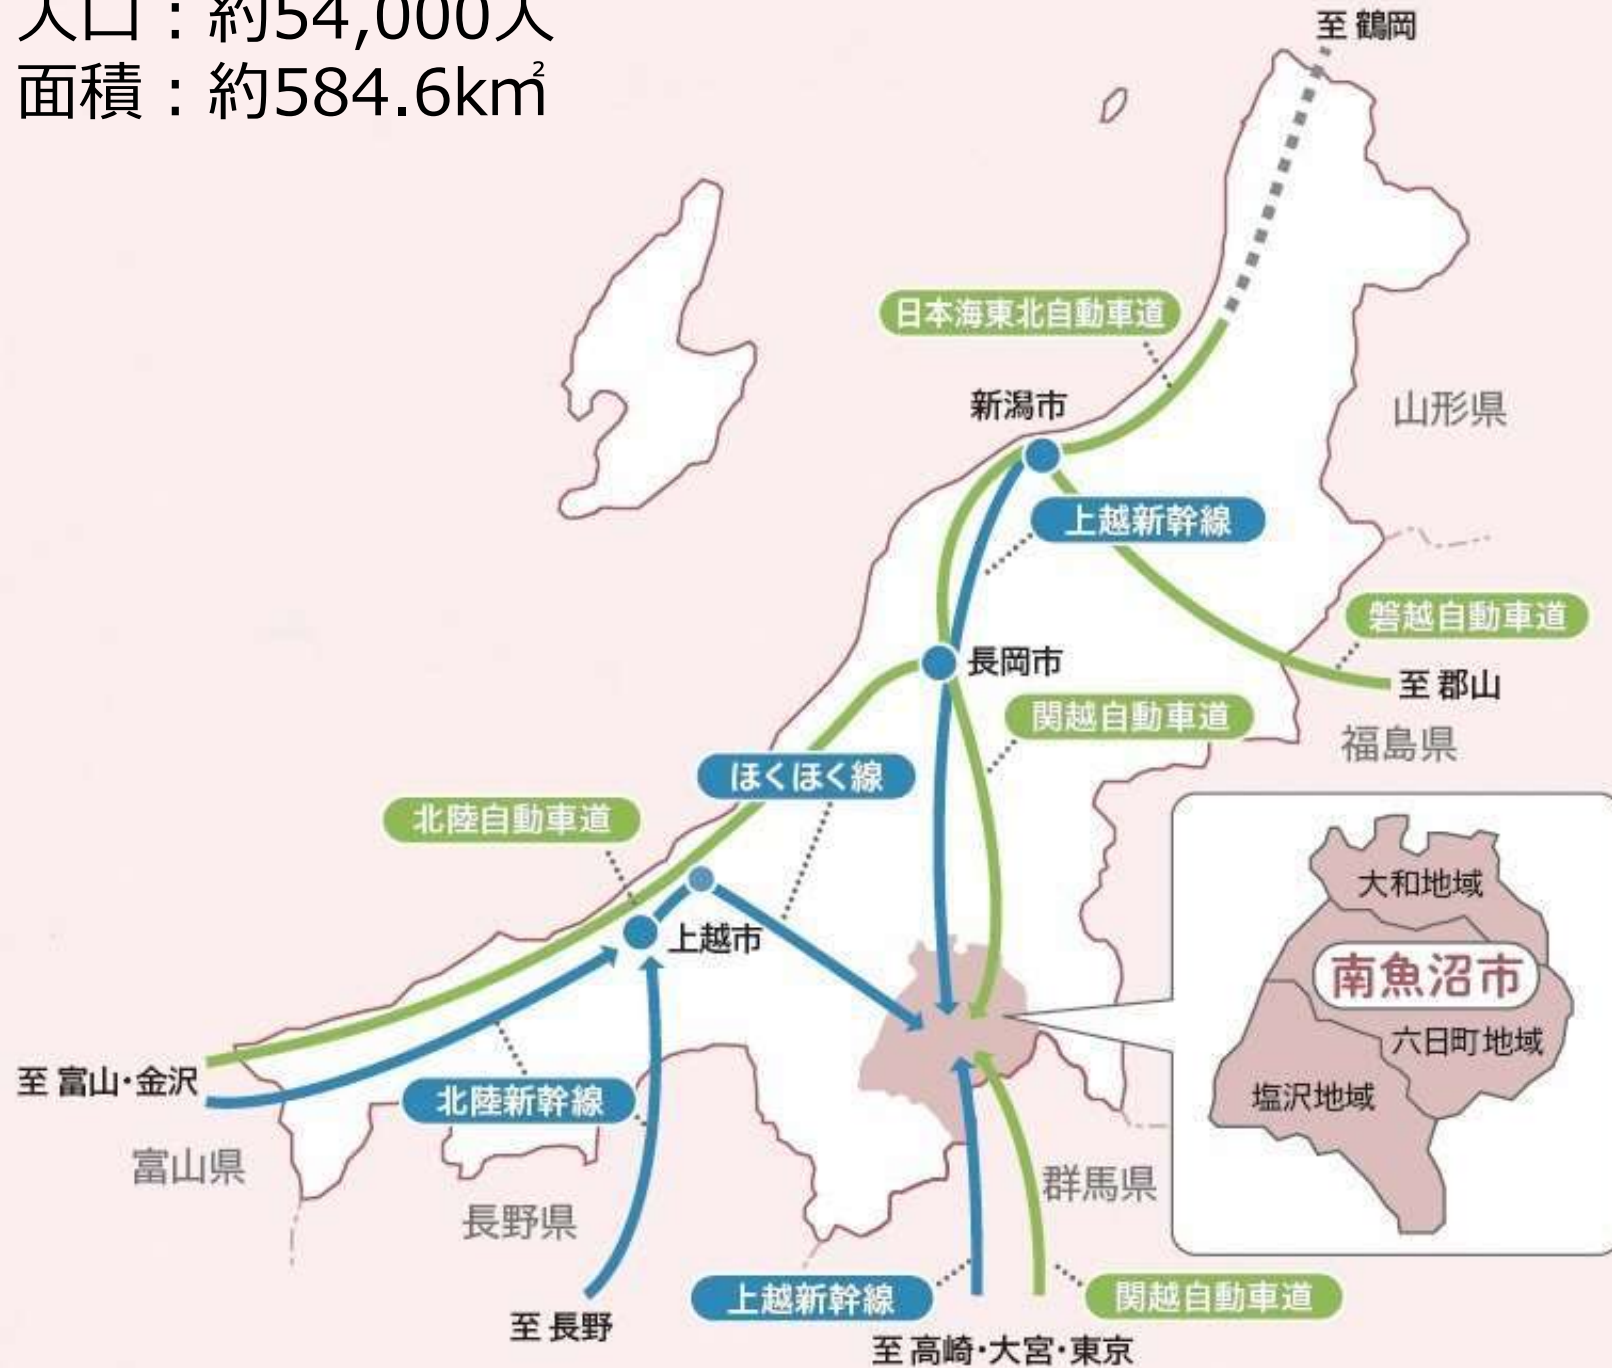 人口：約54,000人
面積：約584.6km²
至 鶴岡
日本海東北自動車道
新潟市
山形県
上越新幹線
磐越自動車道
長岡市
至 郡山
関越自動車道
福島県
ほくほく線
北陸自動車道
大和地域
上越市
南魚沼市
六日町地域
至 富山・金沢
北陸新幹線
塩沢地域
富山県
群馬県
長野県
上越新幹線
関越自動車道
至 長野
至 高崎・大宮・東京